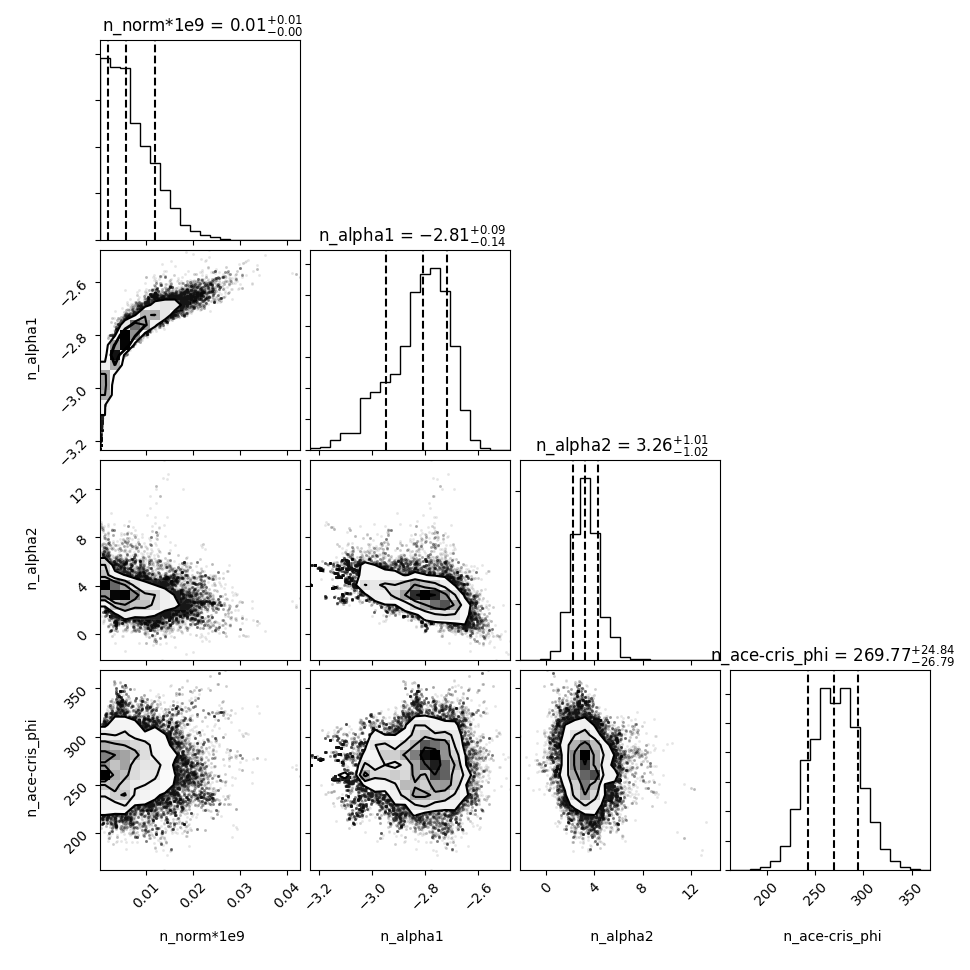 n_norm*1e9 = 0.01+0.01−0.00
n_alpha1 = −2.81+0.09−0.14
−2.6
−2.8
−3.0
−3.2
n_alpha1
n_alpha2 = 3.26+1.01−1.02
12
8
4
0
n_alpha2
n_ace-cris_phi = 269.77+24.84−26.79
350
300
250
200
n_ace-cris_phi
0.01 0.02 0.03 0.04 −3.2 −3.0 −2.8 −2.6 0 4 8 12 200 250 300 350
n_norm*1e9 n_alpha1 n_alpha2 n_ace-cris_phi